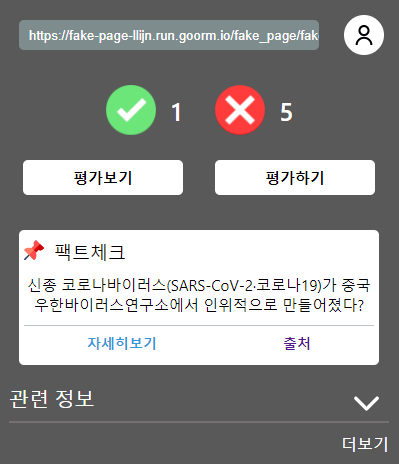 https://fake-page-llijn.run.goorm.io/fake_page/fak
1 5
평가보기 평가하기
팩트체크
신종 코로나바이러스(SARS-CoV-2·코로나19)가 중국
우한바이러스연구소에서 인위적으로 만들어졌다?
자세히보기 출처
관련 정보
더보기